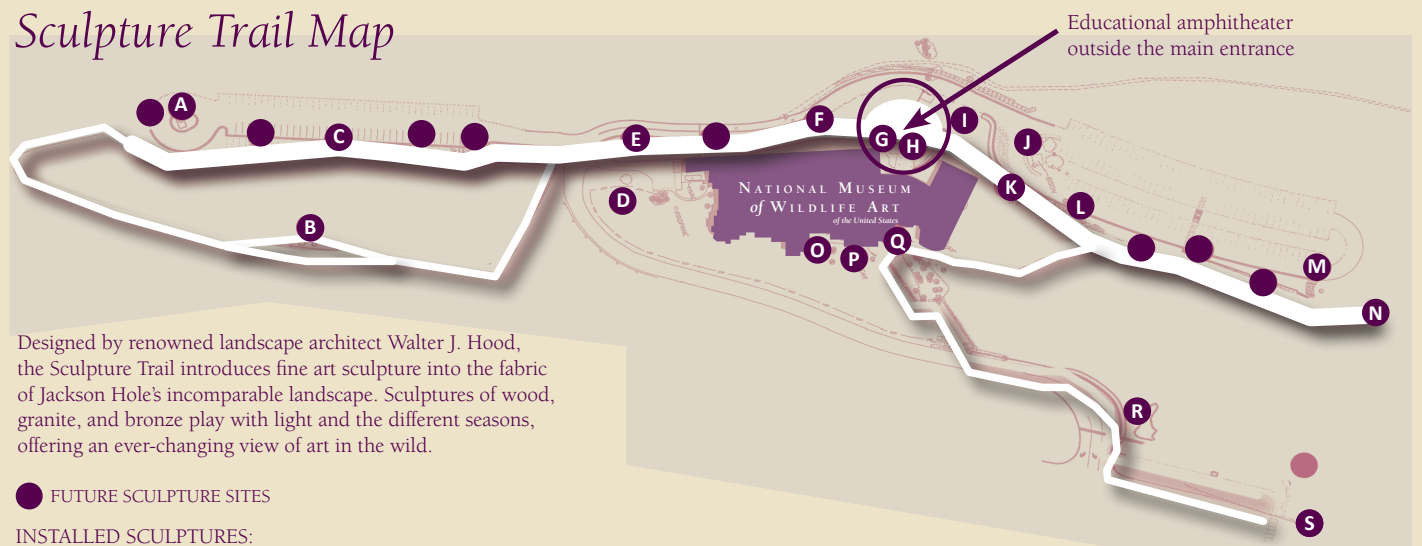 Sculpture Trail Map
Educational amphitheater
outside the main entrance
A
C
E
F
G
H
I
J
K
L
M
N
D
B
NATIONAL MUSEUM
of WILDLIFE ART
of the United States
O
P
Q
R
S
Designed by renowned landscape architect Walter J. Hood,
the Sculpture Trail introduces fine art sculpture into the fabric
of Jackson Hole's incomparable landscape. Sculptures of wood,
granite, and bronze play with light and the different seasons,
offering an ever-changing view of art in the wild.
FUTURE SCULPTURE SITES
INSTALLED SCULPTURES: